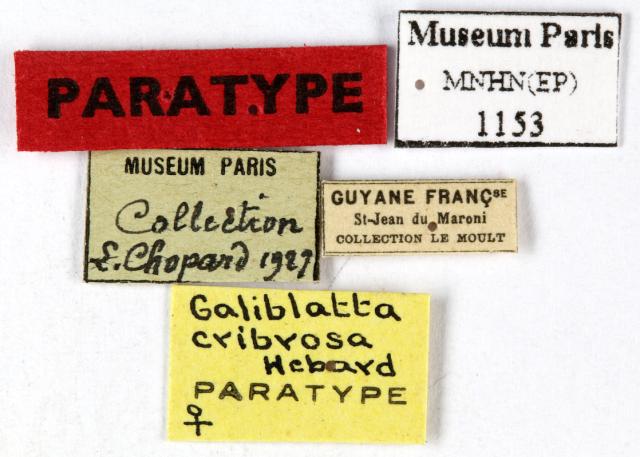 PARATYPE
Museum Paris
MNHN(EP)
1153
MUSEUM PARIS
Collection
L. Chopard 1927
GUYANE FRANÇSE
St-Jean du Maroni
COLLECTION LE MOULT
Galiblatta
cribrosa
Hebard
PARATYPE
♀